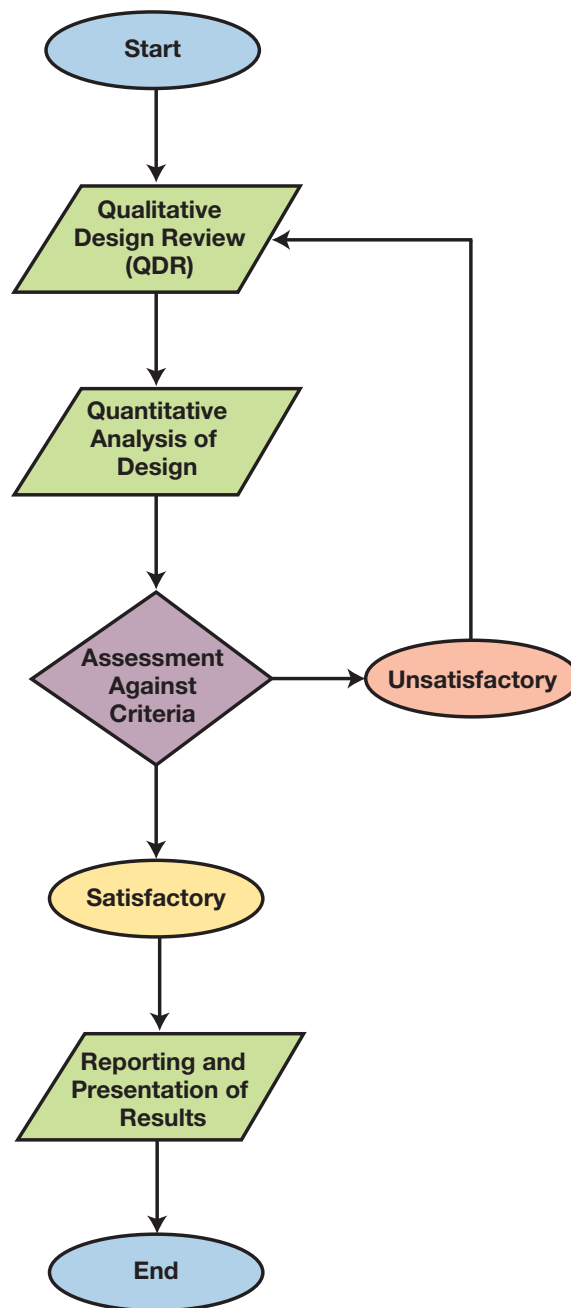 Start
Qualitative
Design Review
(QDR)
Quantitative
Analysis of
Design
Assessment
Against
Criteria
Unsatisfactory
Satisfactory
Reporting and
Presentation of
Results
End